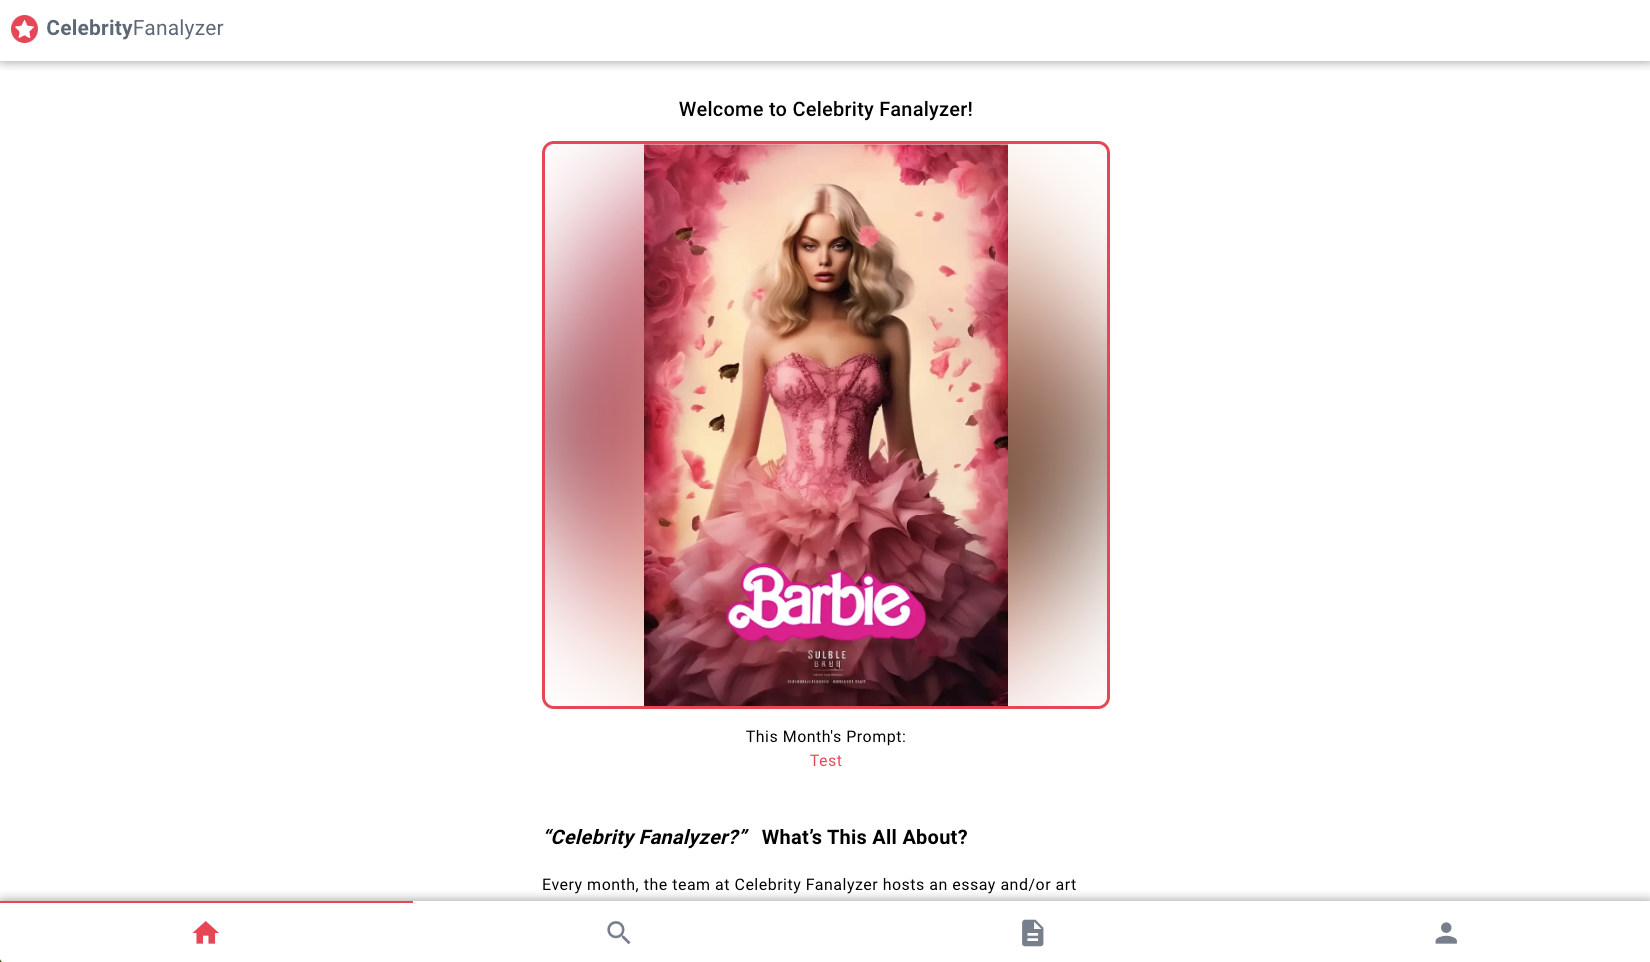 CelebrityFanalyzer
Welcome to Celebrity Fanalyzer!
Barbie
SULBLE
This Month's Prompt:
Test
“Celebrity Fanalyzer?” What’s This All About?
Every month, the team at Celebrity Fanalyzer hosts an essay and/or art